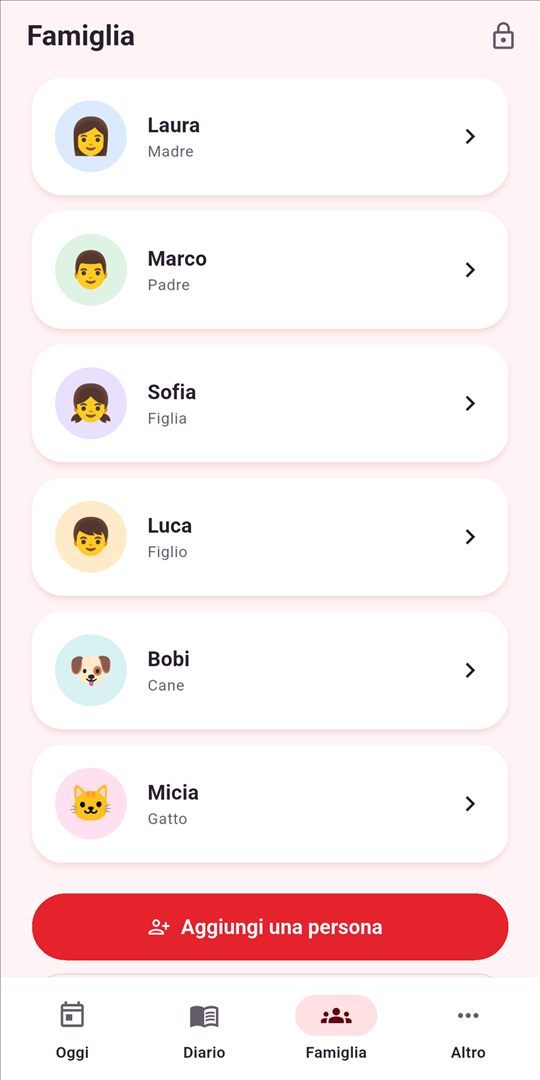 Famiglia
Laura
Madre
Marco
Padre
Sofia
Figlia
Luca
Figlio
Bobi
Cane
Micia
Gatto
Aggiungi una persona
Oggi
Diario
Famiglia
Altro